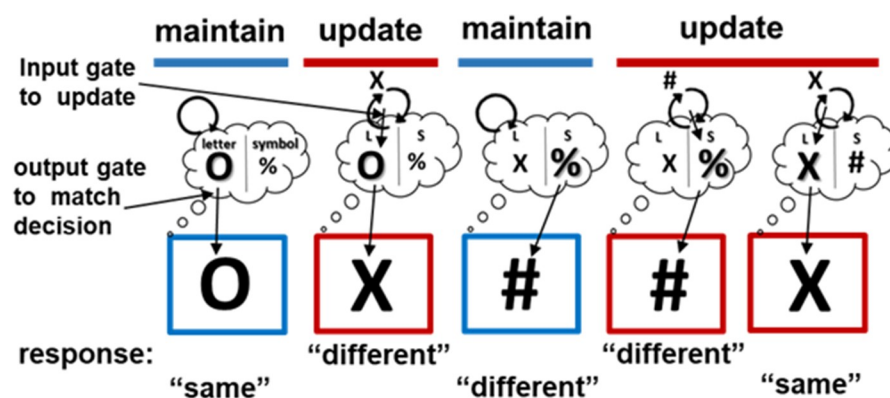 maintain update maintain update
Input gate
to update
X # X
letter symbol L S L S L S L S
O % O % X % X % X #
output gate
to match
decision
O X # # X
response: "different" "different"
"same" "different" "same"